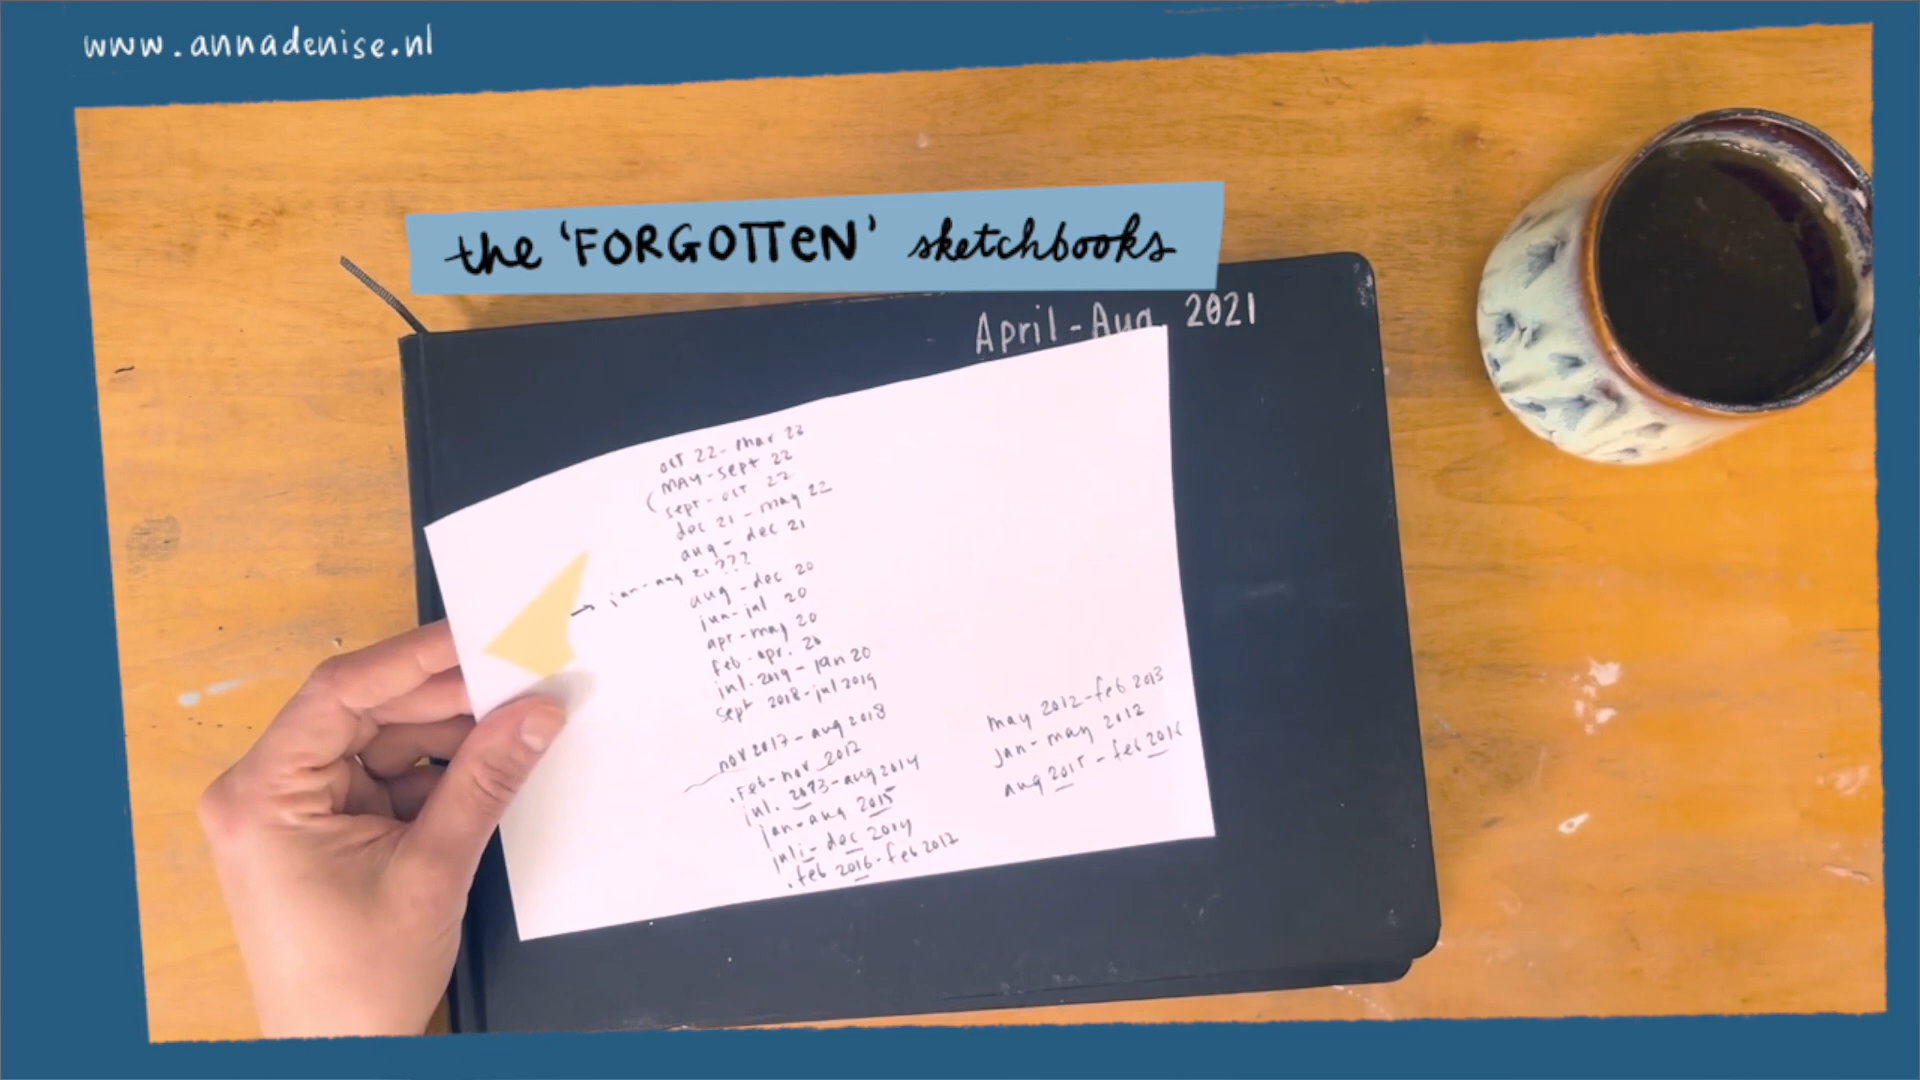 www.annadenise.nl
the 'FORGOTTEN' sketchbooks
April - Aug 2021
oct 22 - mar 23
MAY - sept 22
( sept - oct 22
dec 21 - may 22
aug - dec 21
→ jan - aug 21 ???
aug - dec 20
jun - jul 20
apr - may 20
feb - apr. 20
jul. 2019 - jan 20
sept 2018 - jul 2019
nov 2017 - aug 2018
. Feb - nov 2017
jul. 2013 - aug 2014
jan - aug 2015
juli - dec 2014
. feb 2016 - feb 2017
may 2012 - feb 2013
jan - may 2012
aug 2015 - feb 2016